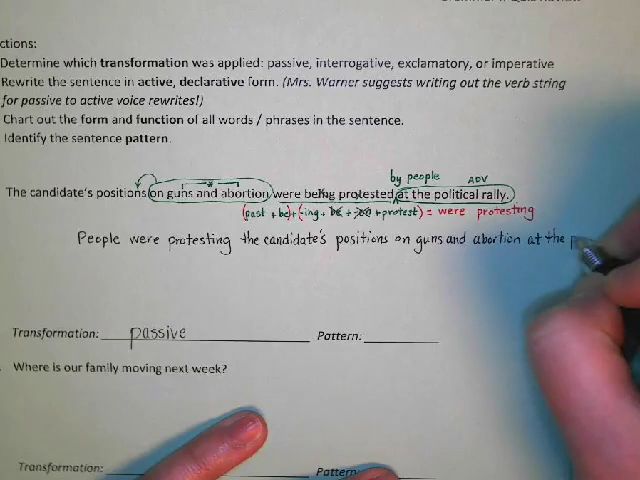 ctions:
Determine which transformation was applied: passive, interrogative, exclamatory, or imperative
Rewrite the sentence in active, declarative form. (Mrs. Warner suggests writing out the verb string
for passive to active voice rewrites!)
Chart out the form and function of all words / phrases in the sentence.
Identify the sentence pattern.
by people ADV
The candidate's positions on guns and abortion were being protested at the political rally.
(past + be) + (-ing + be + + protest) = were protesting
People were protesting the candidate's positions on guns and abortion at the p
Transformation: passive Pattern:
Where is our family moving next week?
Transformation: Pattern: